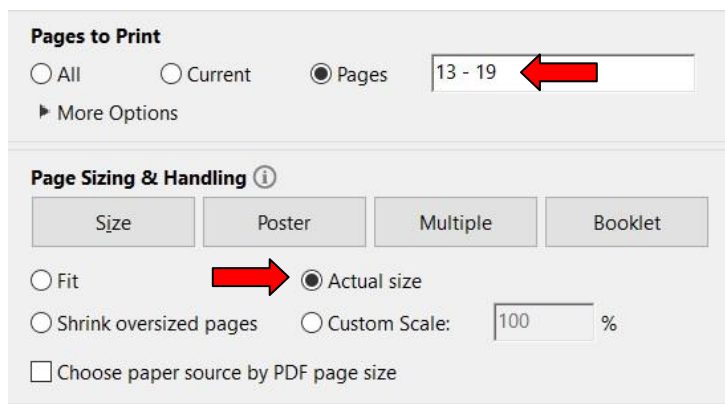 Pages to Print
All Current Pages 13 - 19
More Options
Page Sizing & Handling
Size Poster Multiple Booklet
Fit Actual size
Shrink oversized pages Custom Scale: 100 %
Choose paper source by PDF page size